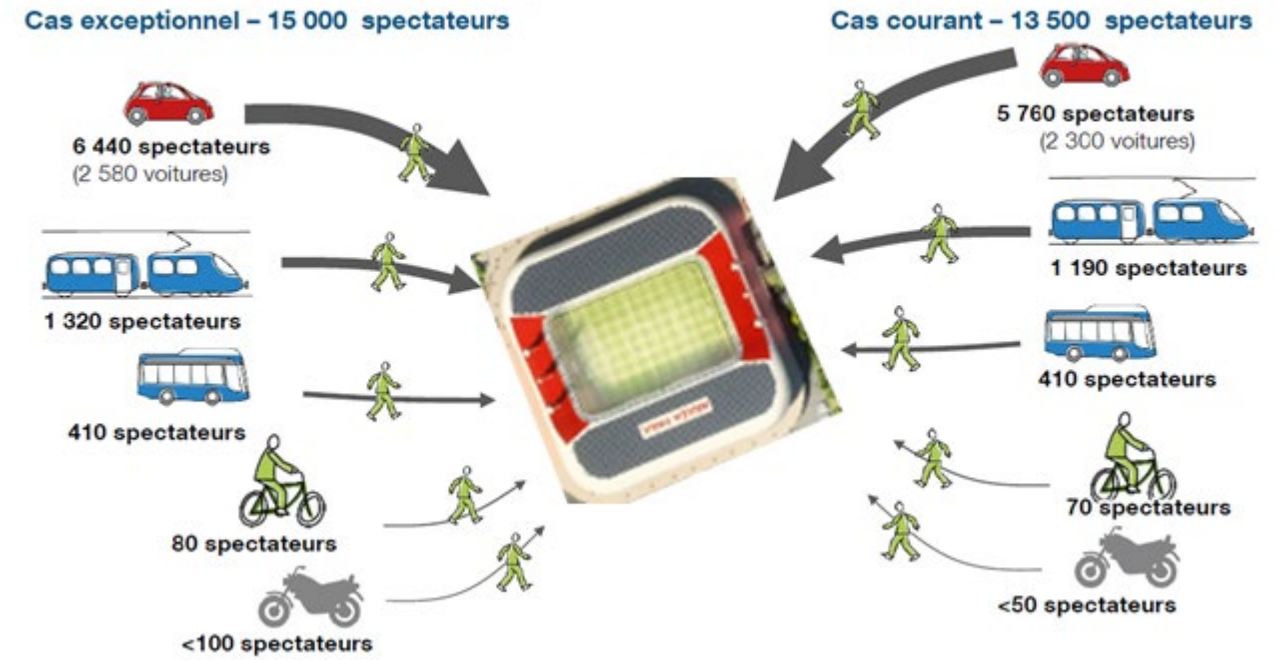 Cas exceptionnel – 15 000 spectateurs
6 440 spectateurs
(2 580 voitures)
1 320 spectateurs
410 spectateurs
80 spectateurs
<100 spectateurs
Cas courant – 13 500 spectateurs
5 760 spectateurs
(2 300 voitures)
1 190 spectateurs
410 spectateurs
70 spectateurs
<50 spectateurs